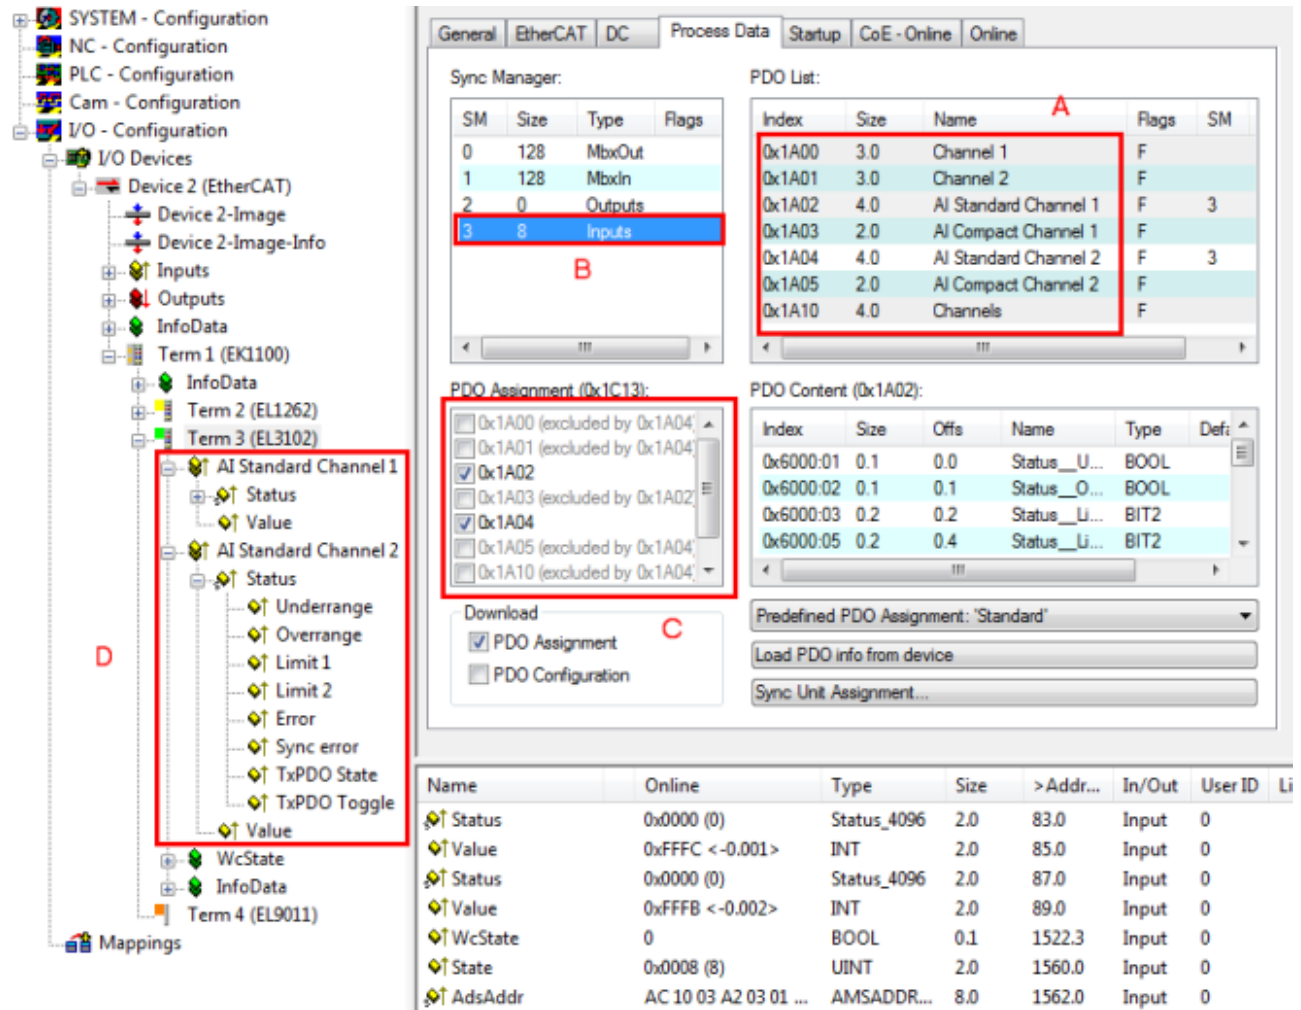 SYSTEM - Configuration
NC - Configuration
PLC - Configuration
Cam - Configuration
I/O - Configuration
I/O Devices
Device 2 (EtherCAT)
Device 2-Image
Device 2-Image-Info
Inputs
Outputs
InfoData
Term 1 (EK1100)
InfoData
Term 2 (EL1262)
Term 3 (EL3102)
AI Standard Channel 1
Status
Value
AI Standard Channel 2
Status
Underrange
Overrange
Limit 1
Limit 2
Error
Sync error
TxPDO State
TxPDO Toggle
Value
WcState
InfoData
Term 4 (EL9011)
Mappings
D
General EtherCAT DC Process Data Startup CoE - Online Online
Sync Manager:
SM Size Type Flags
0 128 MbxOut
1 128 MbxIn
2 0 Outputs
3 8 Inputs
B
PDO List:
A
Index Size Name Flags SM
0x1A00 3.0 Channel 1 F
0x1A01 3.0 Channel 2 F
0x1A02 4.0 AI Standard Channel 1 F 3
0x1A03 2.0 AI Compact Channel 1 F
0x1A04 4.0 AI Standard Channel 2 F 3
0x1A05 2.0 AI Compact Channel 2 F
0x1A10 4.0 Channels F
PDO Assignment (0x1C13):
0x1A00 (excluded by 0x1A04)
0x1A01 (excluded by 0x1A04)
0x1A02
0x1A03 (excluded by 0x1A02)
0x1A04
0x1A05 (excluded by 0x1A04)
0x1A10 (excluded by 0x1A04)
C
Download
PDO Assignment
PDO Configuration
PDO Content (0x1A02):
Index Size Offs Name Type Defa
0x6000:01 0.1 0.0 Status__U... BOOL
0x6000:02 0.1 0.1 Status__O... BOOL
0x6000:03 0.2 0.2 Status__Li... BIT2
0x6000:05 0.2 0.4 Status__Li... BIT2
Predefined PDO Assignment: 'Standard'
Load PDO info from device
Sync Unit Assignment...
Name Online Type Size >Addr... In/Out User ID Li
Status 0x0000 (0) Status_4096 2.0 83.0 Input 0
Value 0xFFFC <-0.001> INT 2.0 85.0 Input 0
Status 0x0000 (0) Status_4096 2.0 87.0 Input 0
Value 0xFFFB <-0.002> INT 2.0 89.0 Input 0
WcState 0 BOOL 0.1 1522.3 Input 0
State 0x0008 (8) UINT 2.0 1560.0 Input 0
AdsAddr AC 10 03 A2 03 01 ... AMSADDR... 8.0 1562.0 Input 0